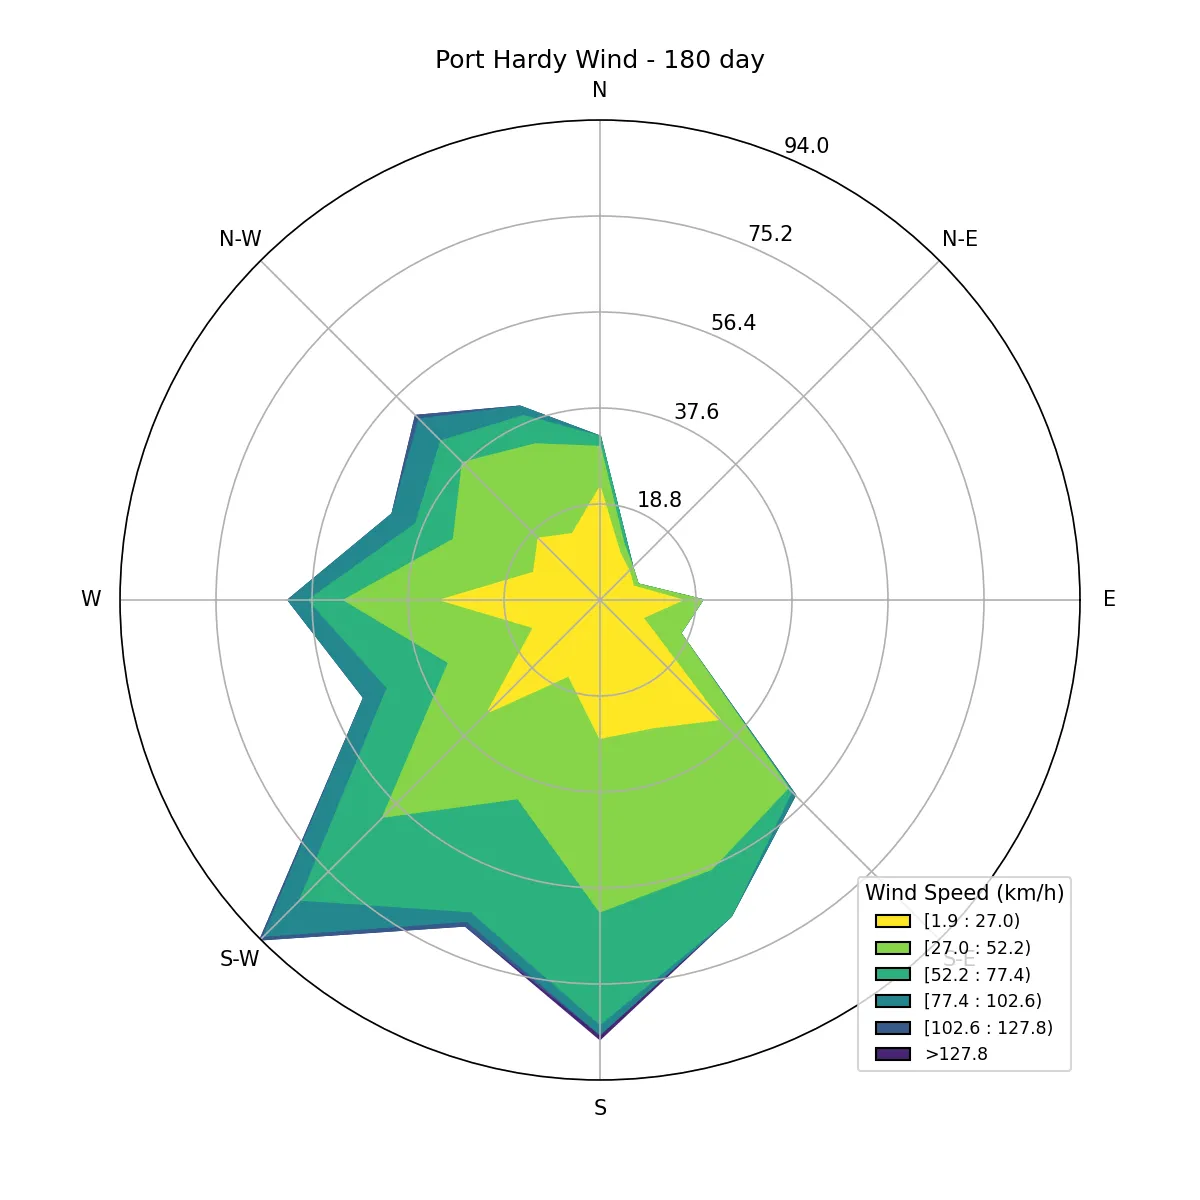 Port Hardy Wind - 180 day
N
94.0
N-W
75.2
N-E
56.4
37.6
18.8
W
E
S-W
S-E
S
Wind Speed (km/h)
[1.9 : 27.0)
[27.0 : 52.2)
[52.2 : 77.4)
[77.4 : 102.6)
[102.6 : 127.8)
>127.8